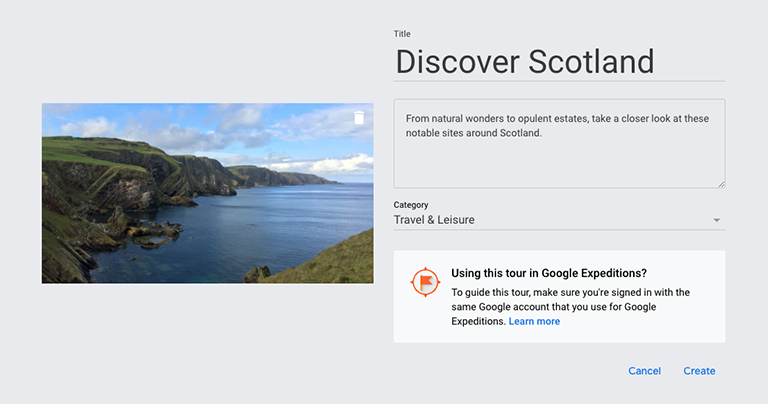 Title
Discover Scotland
From natural wonders to opulent estates, take a closer look at these
notable sites around Scotland.
Category
Travel & Leisure
Using this tour in Google Expeditions?
To guide this tour, make sure you're signed in with the
same Google account that you use for Google
Expeditions. Learn more
Cancel Create